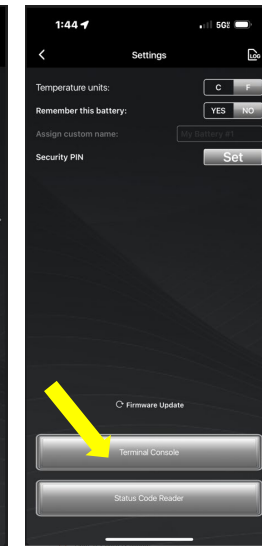 1:44 5G
Settings LOG
Temperature units: C F
Remember this battery: YES NO
Assign custom name: My Battery #1
Security PIN Set
Firmware Update
Terminal Console
Status Code Reader